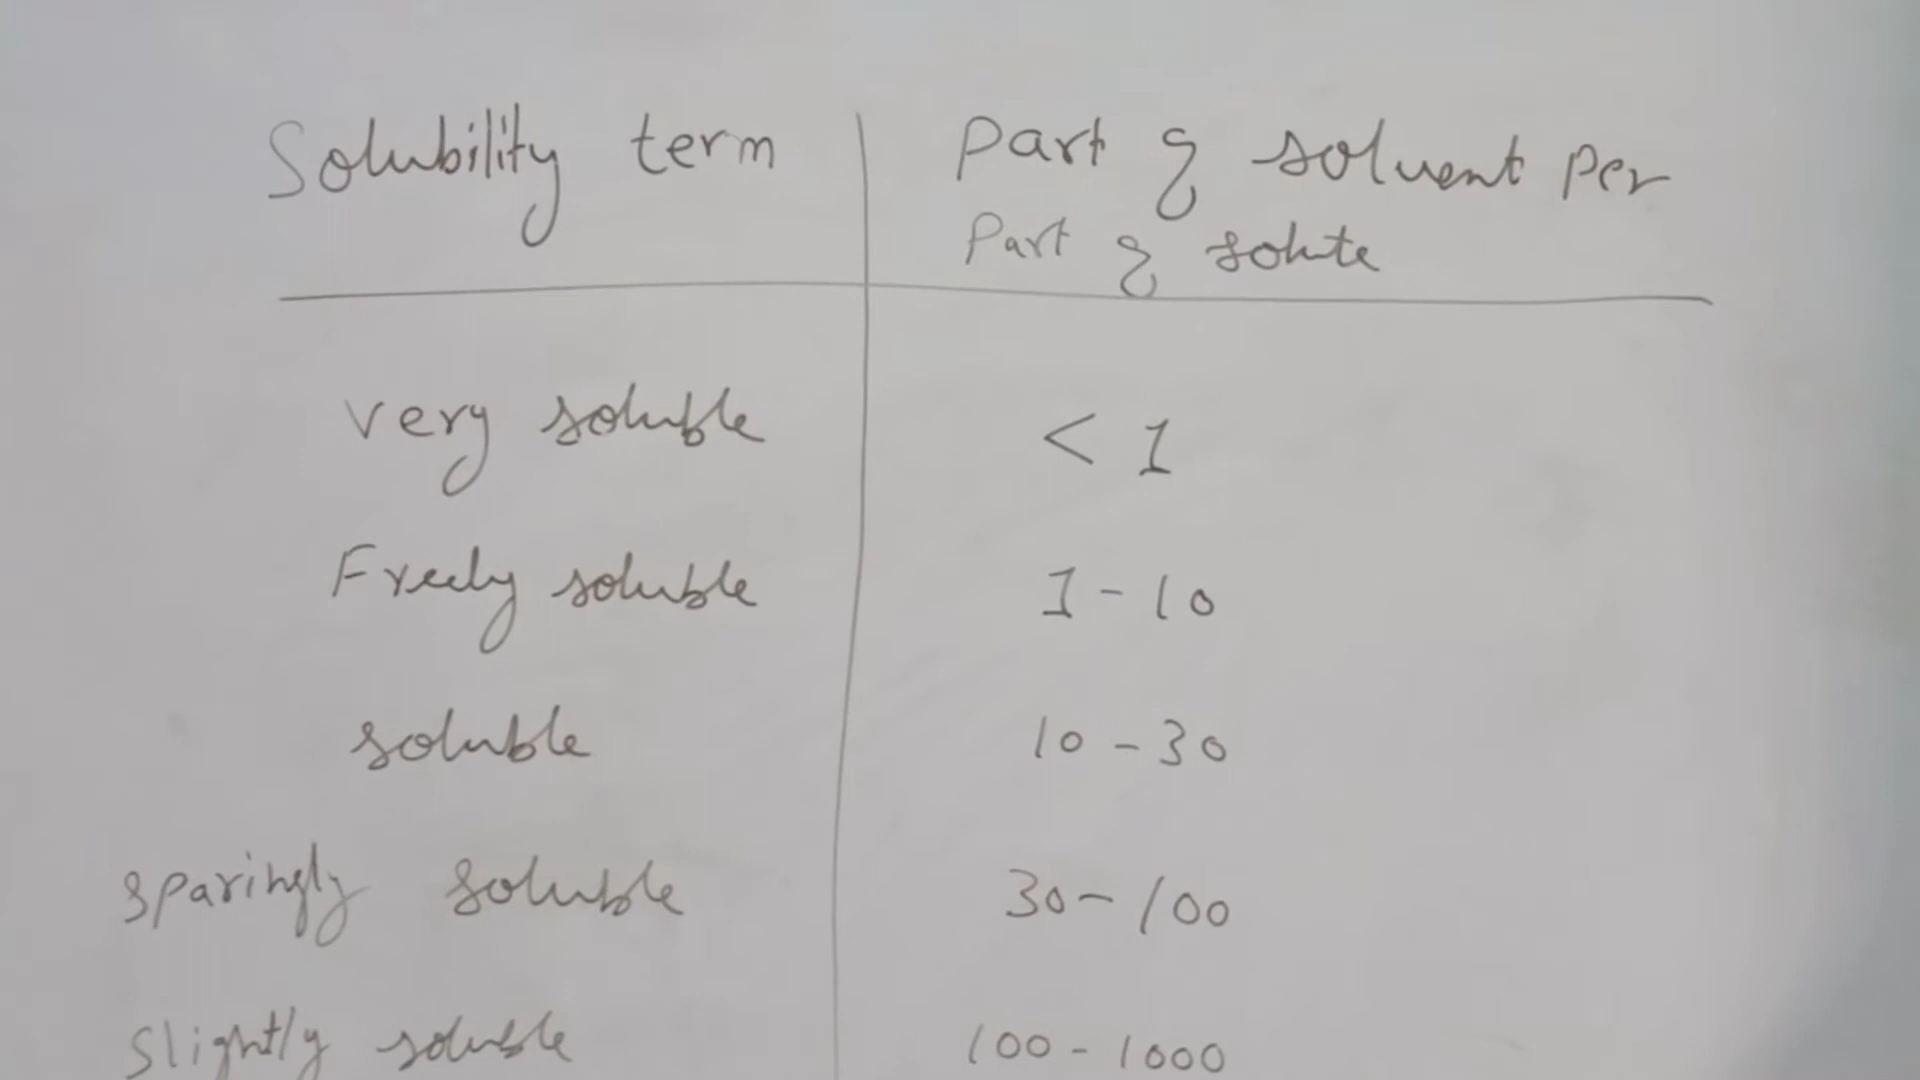 Solubility term | Part of solvent per
Part of solute
very soluble | < 1
Freely soluble | 1 - 10
soluble | 10 - 30
sparingly soluble | 30 - 100
slightly soluble | 100 - 1000